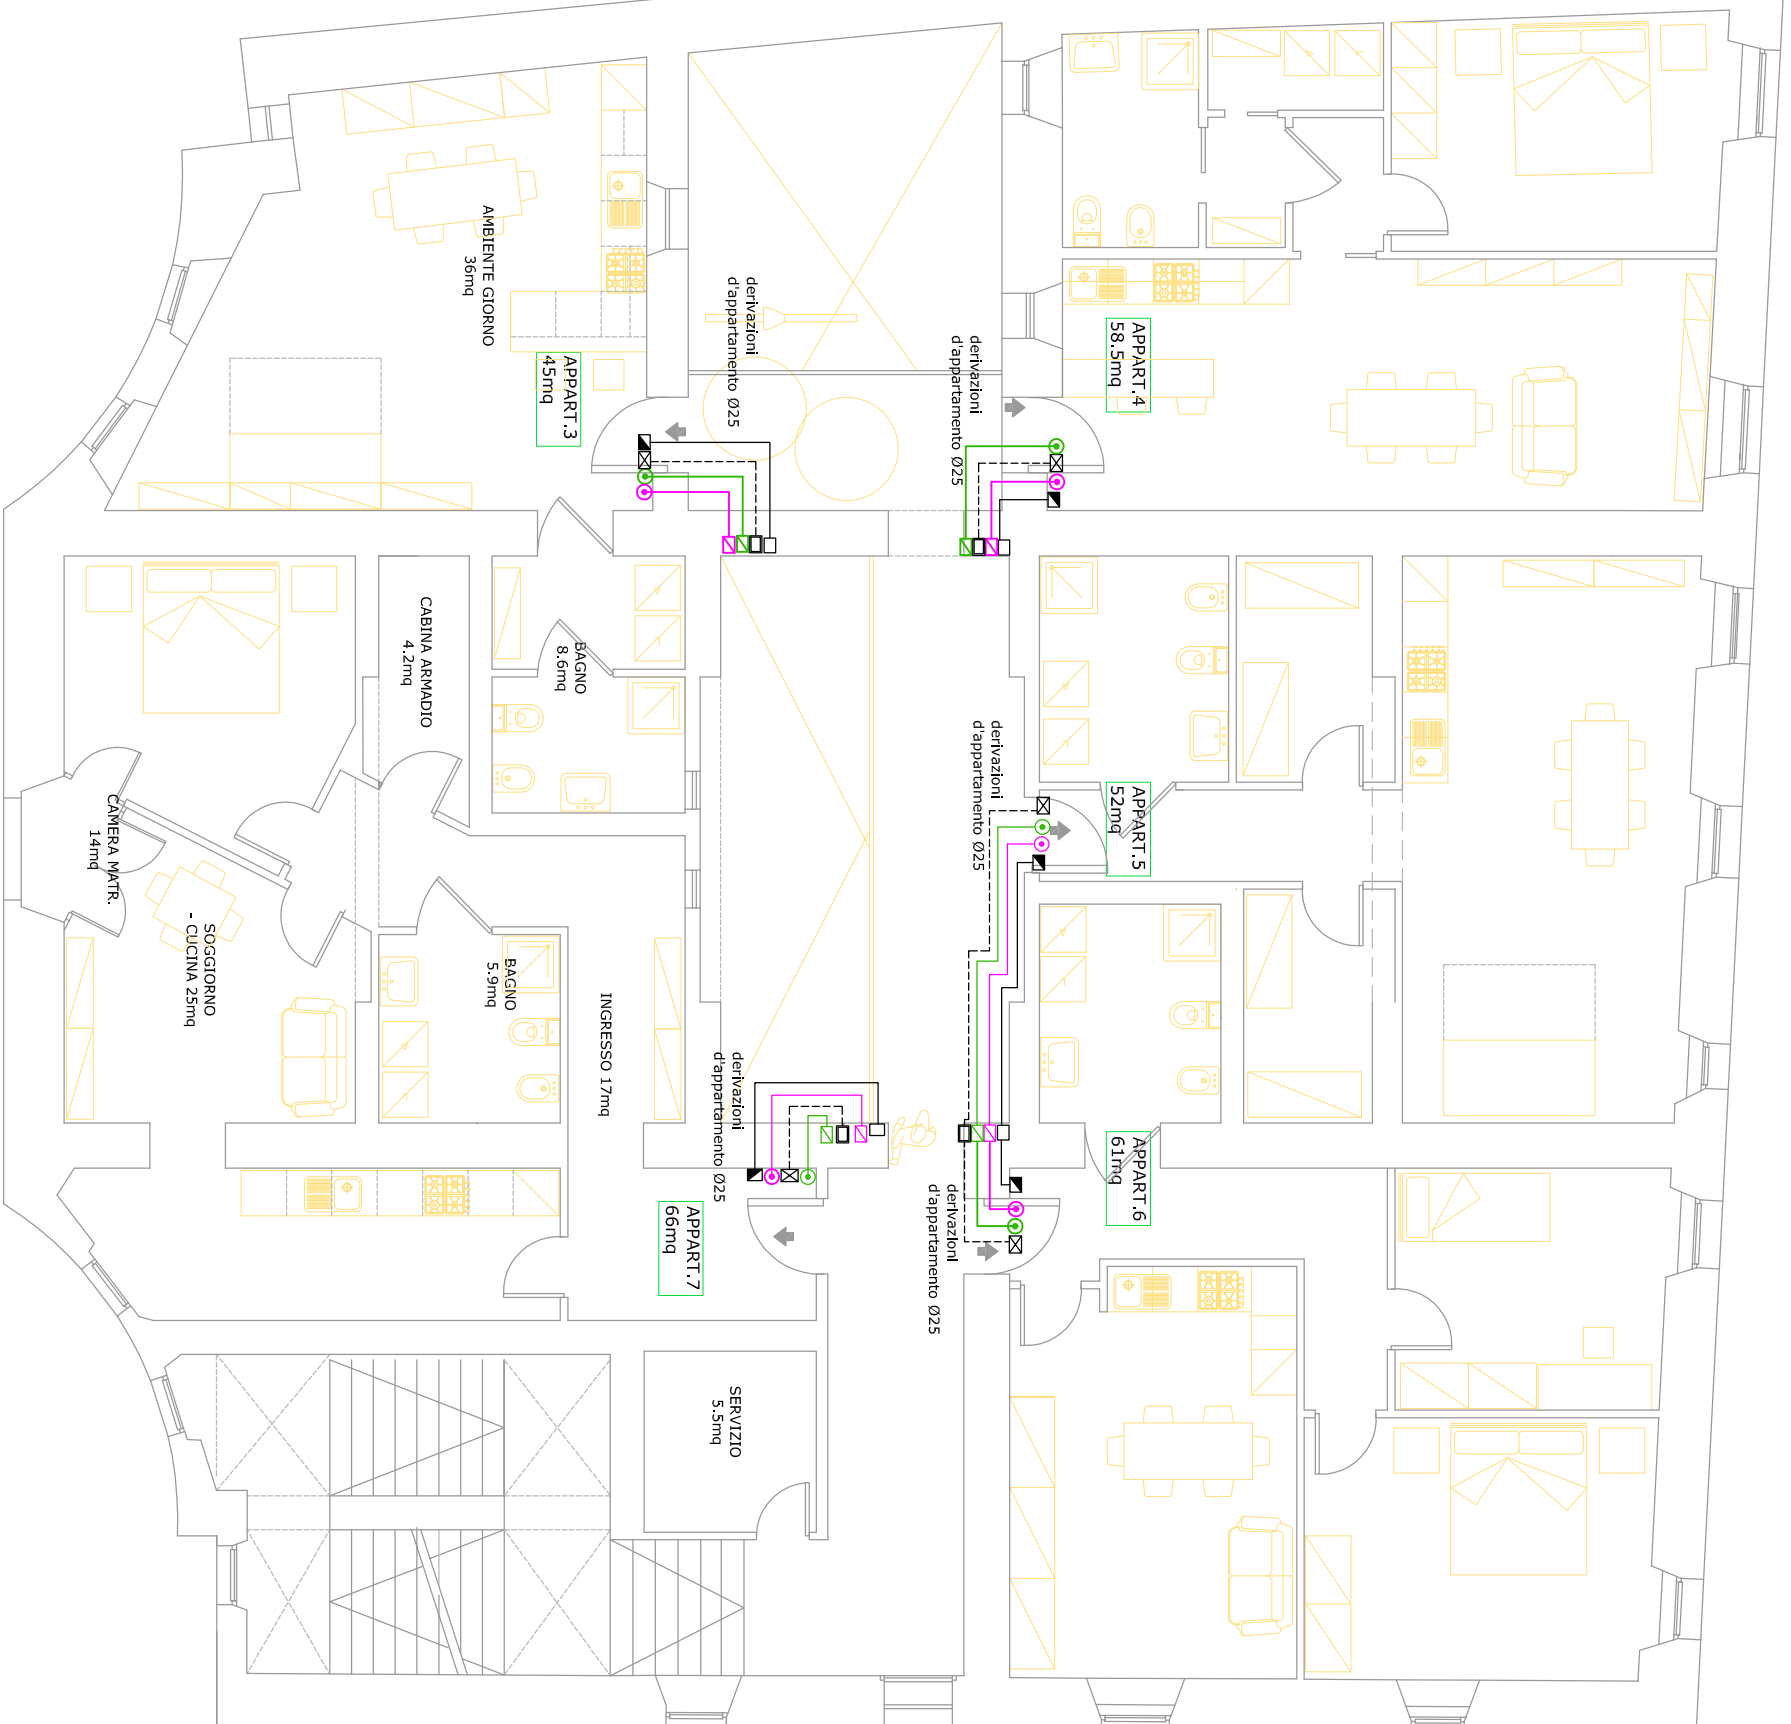 AMBIENTE GIORNO
36mq
APPART.3
45mq
derivazioni
d'appartamento Ø25
derivazioni
d'appartamento Ø25
APPART.4
58.5mq
CABINA ARMADIO
4.2mq
BAGNO
8.6mq
derivazioni
d'appartamento Ø25
APPART.5
52mq
CAMERA MATR.
14mq
SOGGIORNO
- CUCINA 25mq
BAGNO
5.9mq
INGRESSO 17mq
derivazioni
d'appartamento Ø25
APPART.7
66mq
derivazioni
d'appartamento Ø25
APPART.6
61mq
SERVIZIO
5.5mq